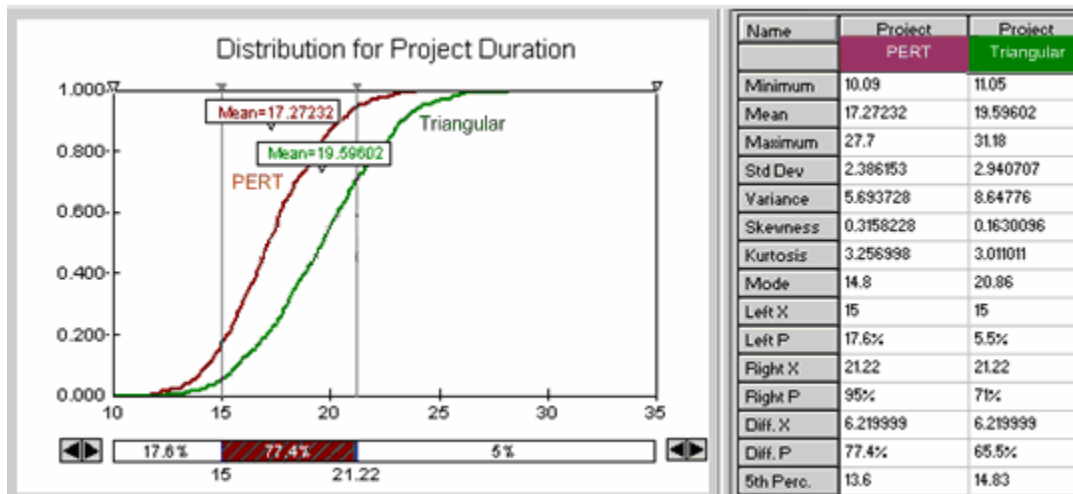 Distribution for Project Duration
1.000
Mean=17.27232
Triangular
0.800
Mean=19.59602
PERT
0.600
0.400
0.200
0.000
10 15 20 25 30 35
17.6% 77.4% 5%
15 21.22
Name Project Project
PERT Triangular
Minimum 10.09 11.05
Mean 17.27232 19.59602
Maximum 27.7 31.18
Std Dev 2.386153 2.940707
Variance 5.693728 8.64776
Skewness 0.3158228 0.1630096
Kurtosis 3.256998 3.011011
Mode 14.8 20.86
Left X 15 15
Left P 17.6% 5.5%
Right X 21.22 21.22
Right P 95% 71%
Diff. X 6.219999 6.219999
Diff. P 77.4% 65.5%
5th Perc. 13.6 14.83